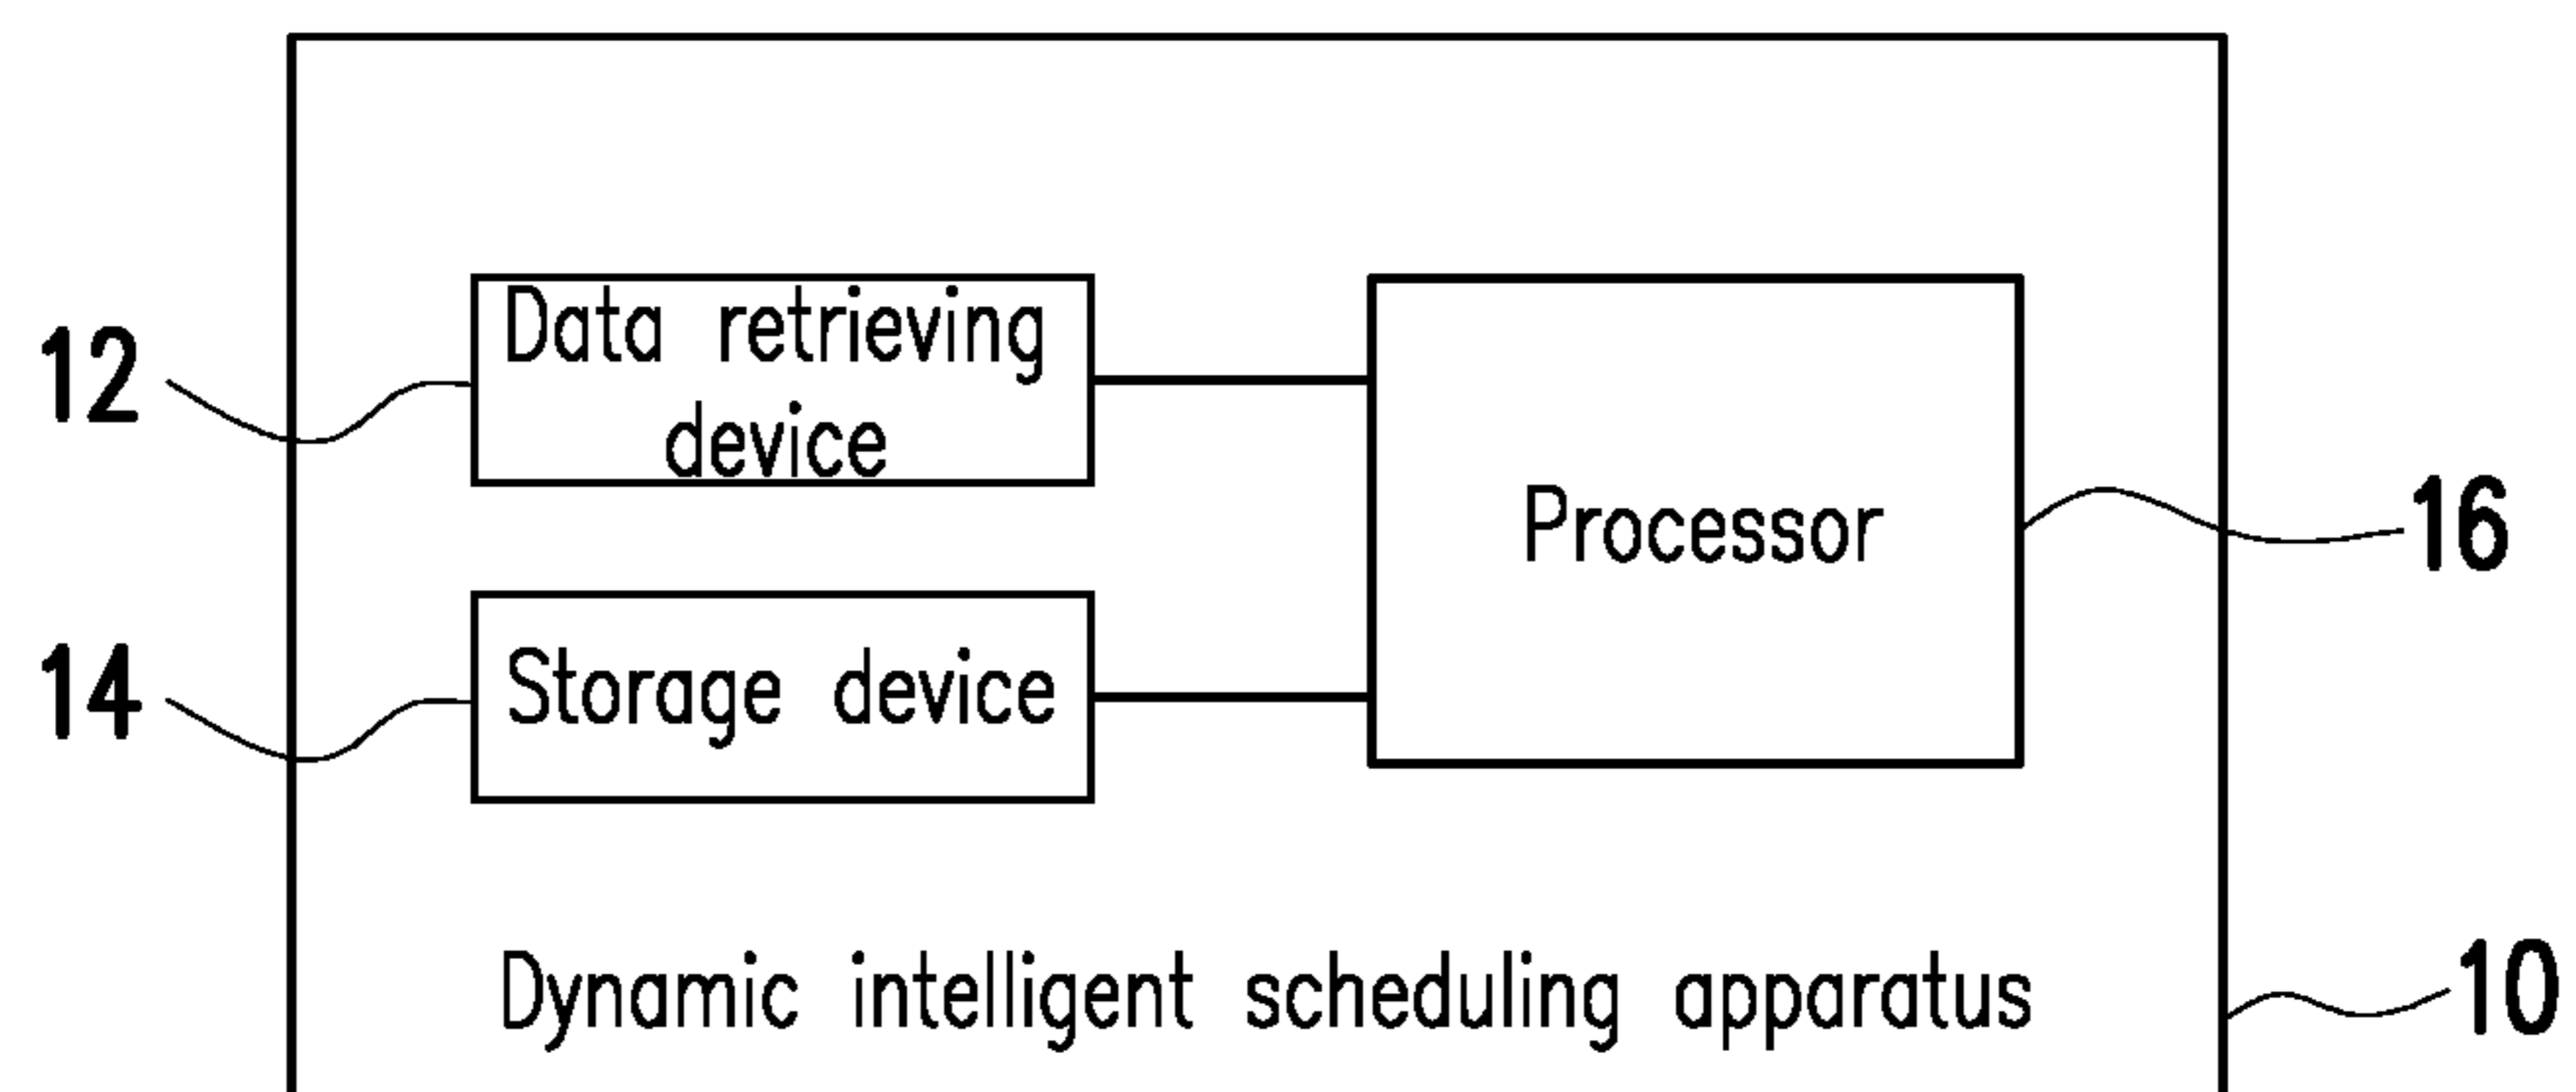 Data retrieving
device
12
Processor
16
Storage device
14
Dynamic intelligent scheduling apparatus
10